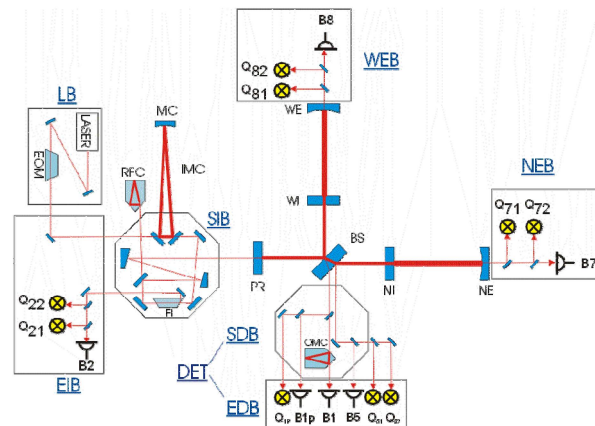 B8
Q82
Q81
WEB
LB
LASER
EOM
MC
IMC
RFC
SIB
WE
WI
NEB
Q71
Q72
B7
BS
PR
NI
NE
FI
Q22
Q21
B2
EIB
SDB
DET
EDB
OMC
Q1P
B1p
B1
B5
Q51
Q52